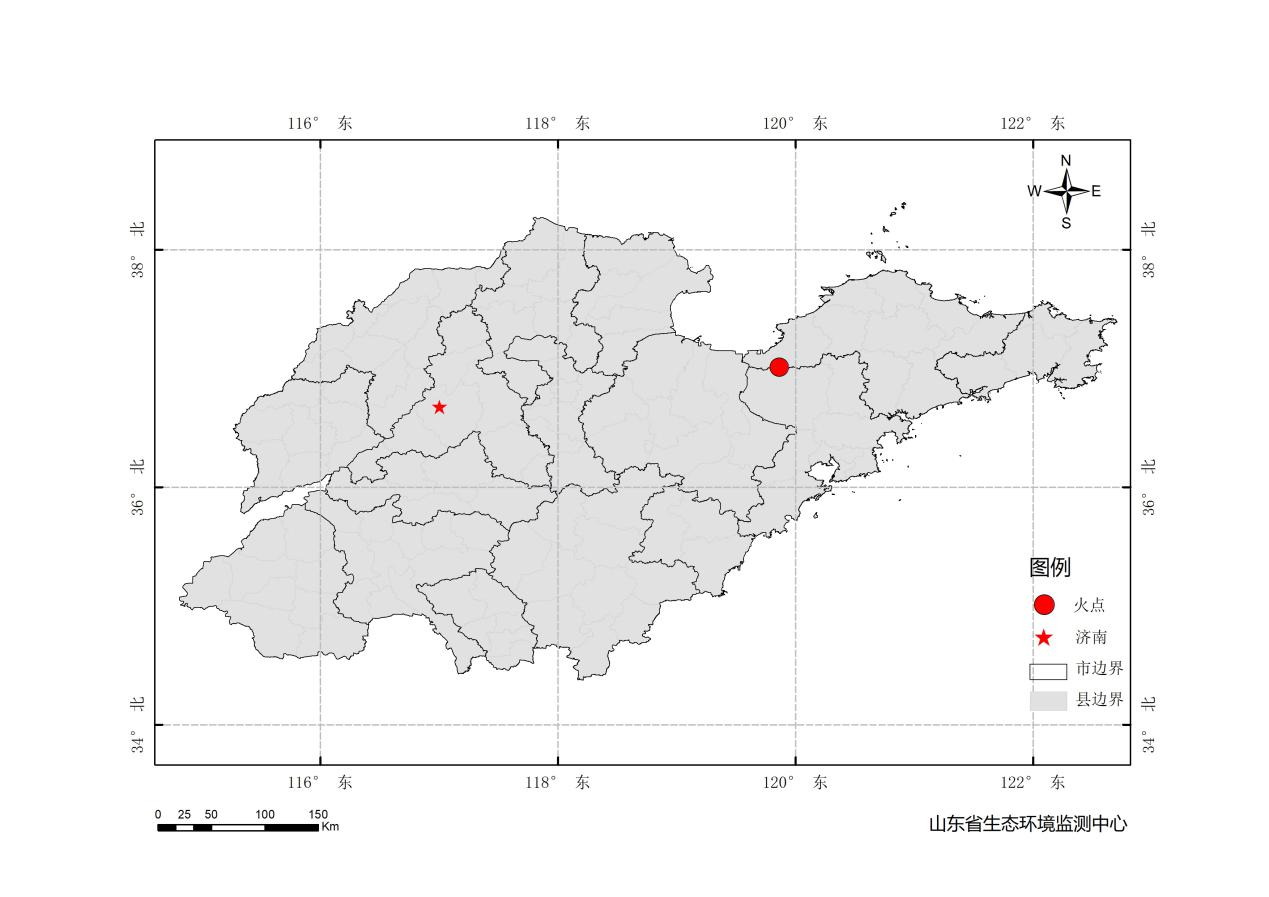 116° 东 118° 东 120° 东 122° 东
N
W E
S
38° 北
38° 北
36° 北
36° 北
34° 北
34° 北
图例
火点
济南
市边界
县边界
116° 东 118° 东 120° 东 122° 东
0 25 50 100 150
Km
山东省生态环境监测中心